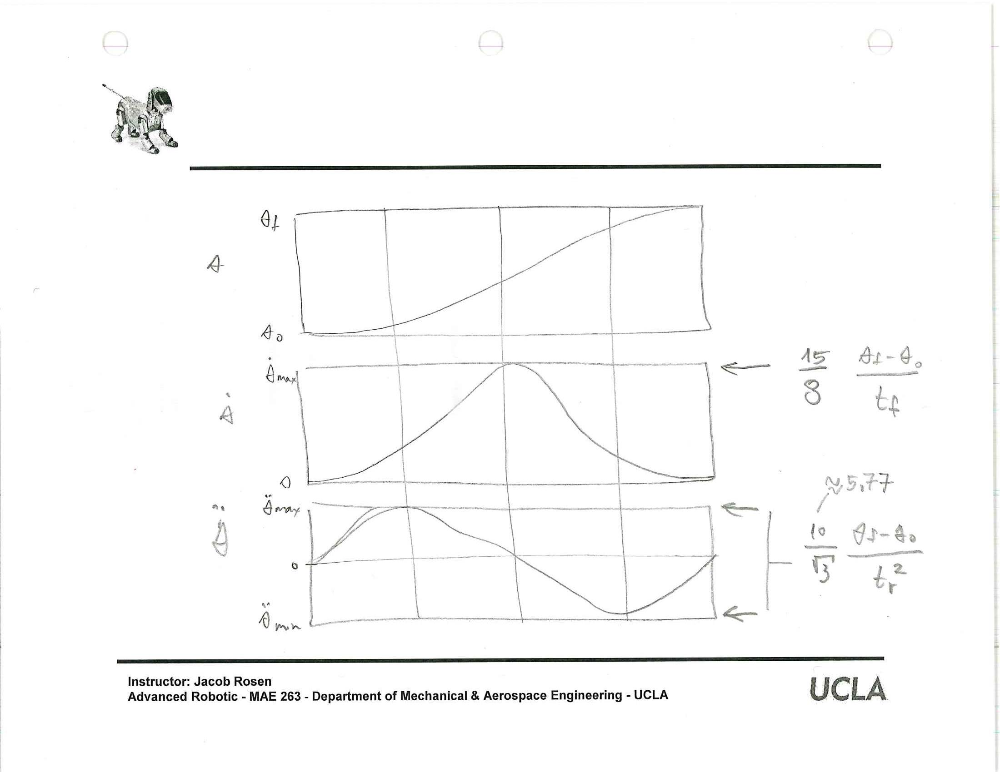 θf
θ
θ0
θ̇max
15/8 (θf - θ0)/tf
θ̇
0
≈5.77
θ̈max
θ̈
10/√3 (θf - θ0)/tf²
0
θ̈min
Instructor: Jacob Rosen
Advanced Robotic - MAE 263 - Department of Mechanical & Aerospace Engineering - UCLA
UCLA